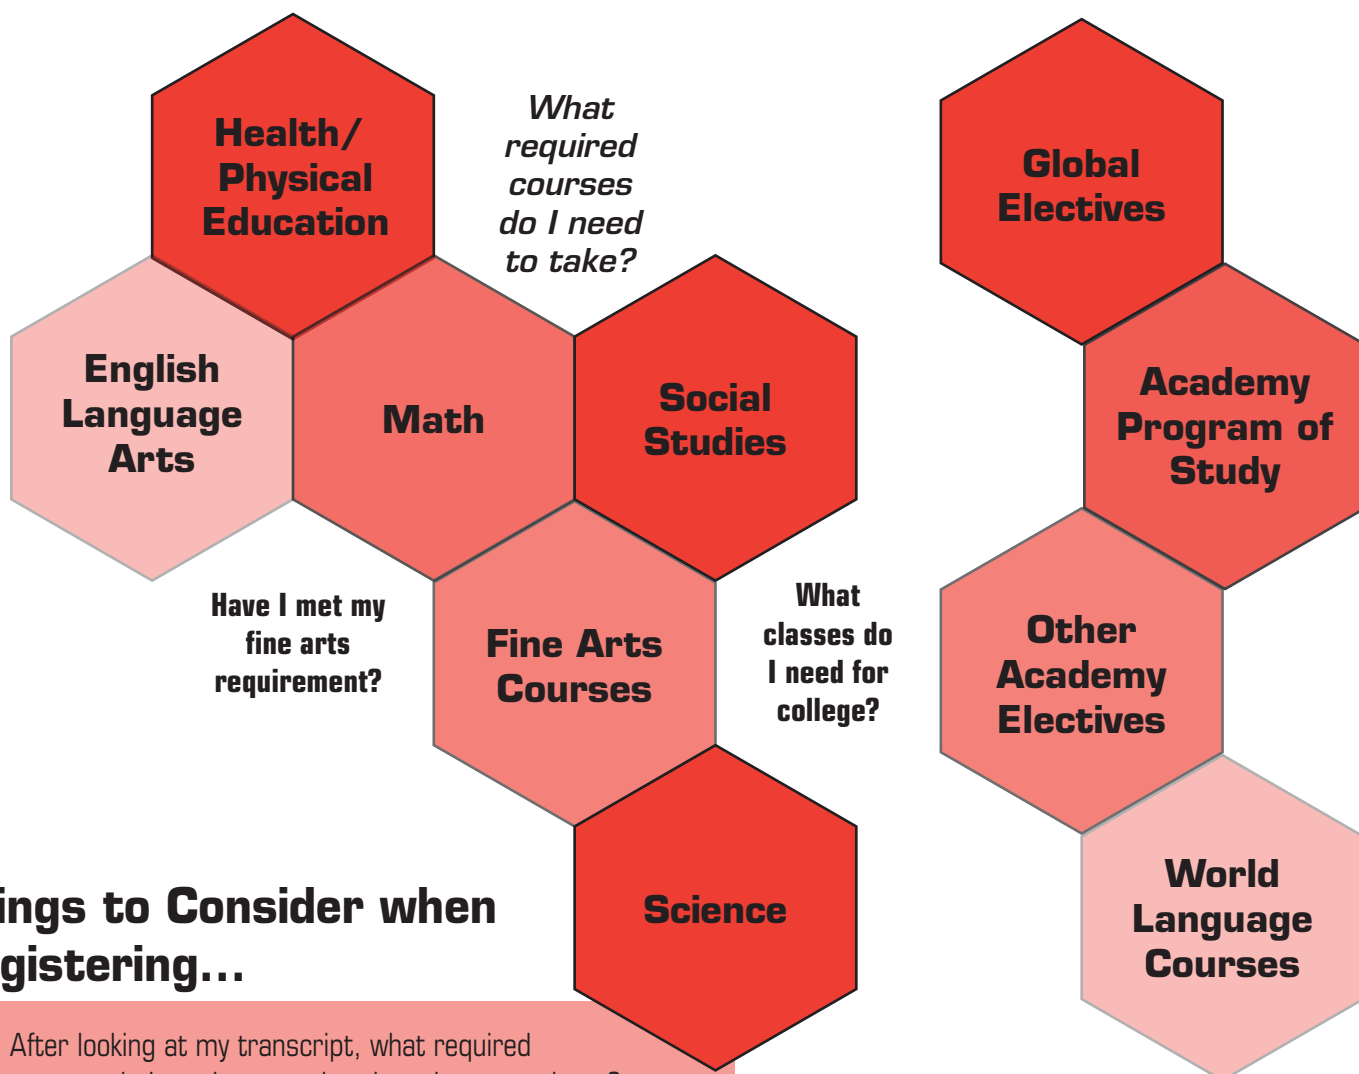 Health/
Physical
Education
What
required
courses
do I need
to take?
Global
Electives
English
Language
Arts
Math
Social
Studies
Academy
Program of
Study
Have I met my
fine arts
requirement?
Fine Arts
Courses
What
classes do
I need for
college?
Other
Academy
Electives
Science
World
Language
Courses
ings to Consider when
gistering...
After looking at my transcript, what required